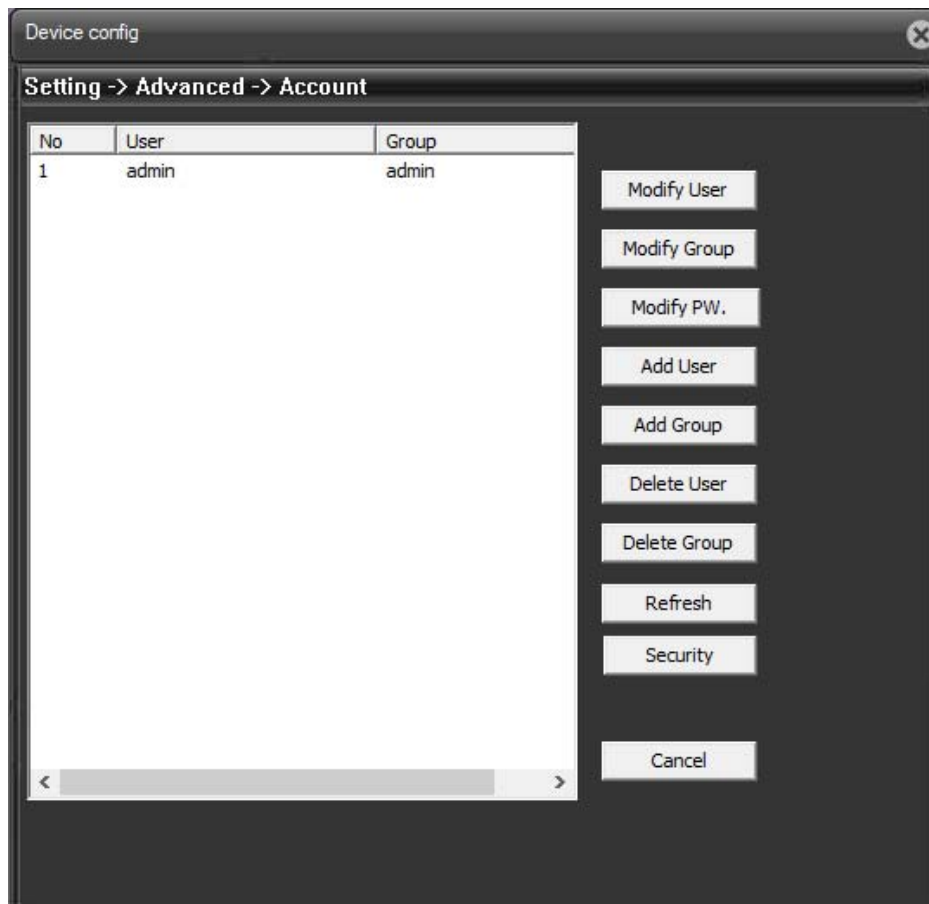 Device config
Setting -> Advanced -> Account
No User Group
1 admin admin
Modify User
Modify Group
Modify PW.
Add User
Add Group
Delete User
Delete Group
Refresh
Security
Cancel